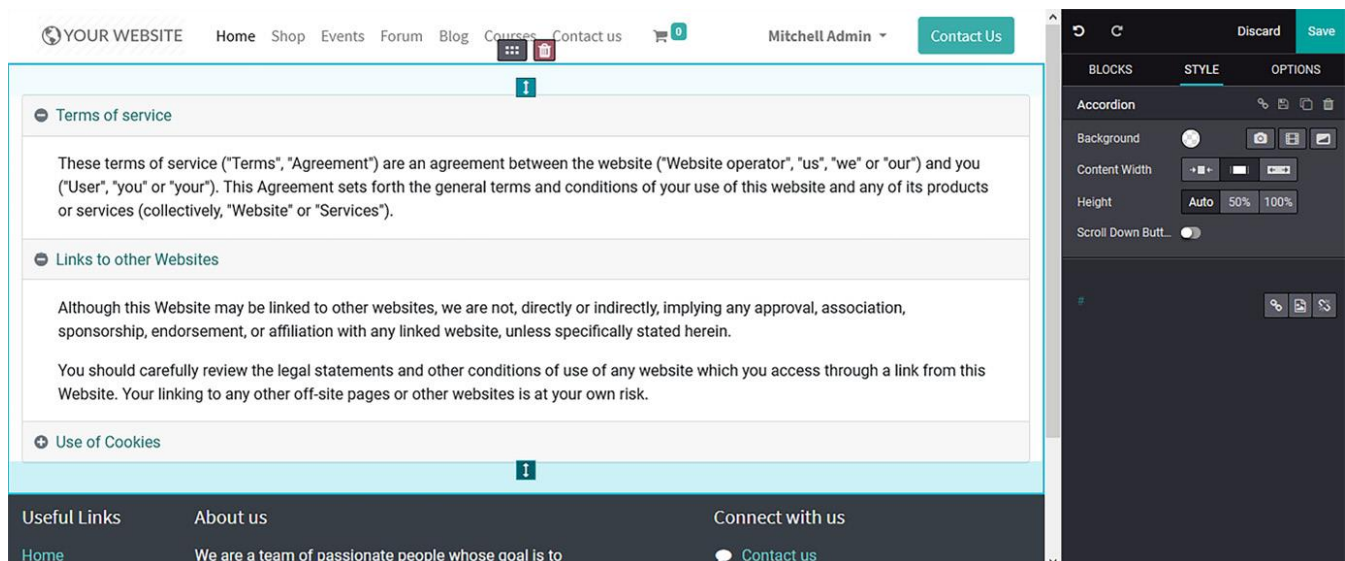 YOUR WEBSITE Home Shop Events Forum Blog Courses Contact us 0 Mitchell Admin Contact Us
Discard Save
BLOCKS STYLE OPTIONS
Accordion
Background
Content Width
Height Auto 50% 100%
Scroll Down Butt...
#
Terms of service
These terms of service ("Terms", "Agreement") are an agreement between the website ("Website operator", "us", "we" or "our") and you
("User", "you" or "your"). This Agreement sets forth the general terms and conditions of your use of this website and any of its products
or services (collectively, "Website" or "Services").
Links to other Websites
Although this Website may be linked to other websites, we are not, directly or indirectly, implying any approval, association,
sponsorship, endorsement, or affiliation with any linked website, unless specifically stated herein.
You should carefully review the legal statements and other conditions of use of any website which you access through a link from this
Website. Your linking to any other off-site pages or other websites is at your own risk.
Use of Cookies
Useful Links About us Connect with us
Home We are a team of passionate people whose goal is to Contact us